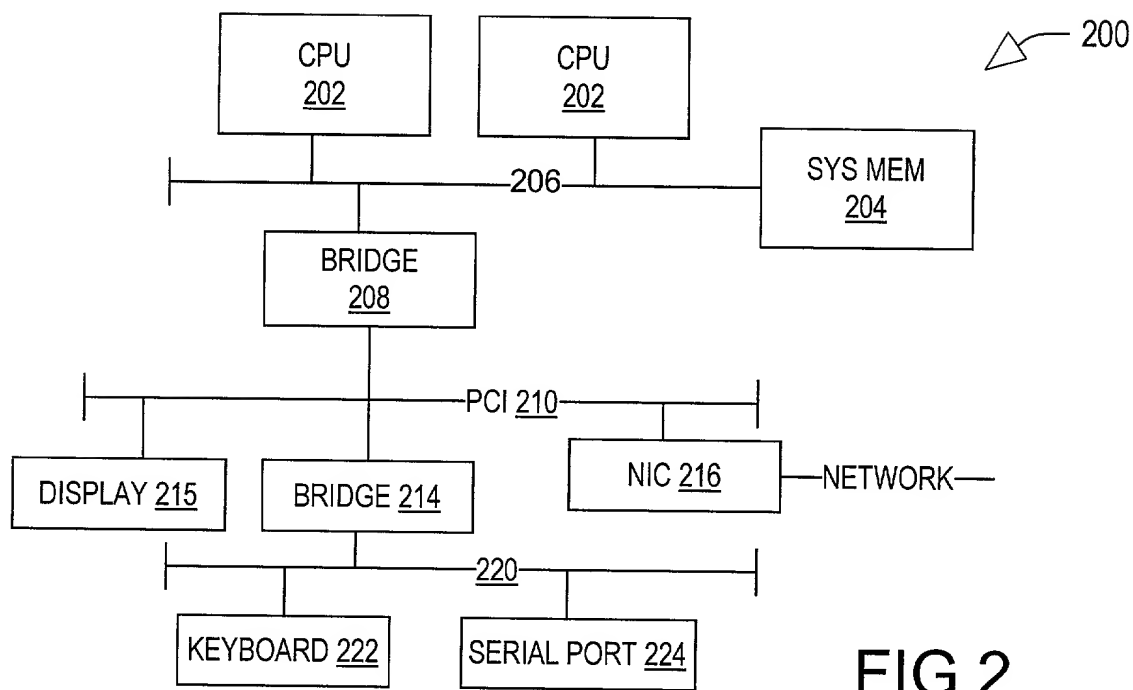 200
CPU
202
CPU
202
SYS MEM
204
206
BRIDGE
208
PCI 210
DISPLAY 215
BRIDGE 214
NIC 216
NETWORK
220
KEYBOARD 222
SERIAL PORT 224
FIG 2